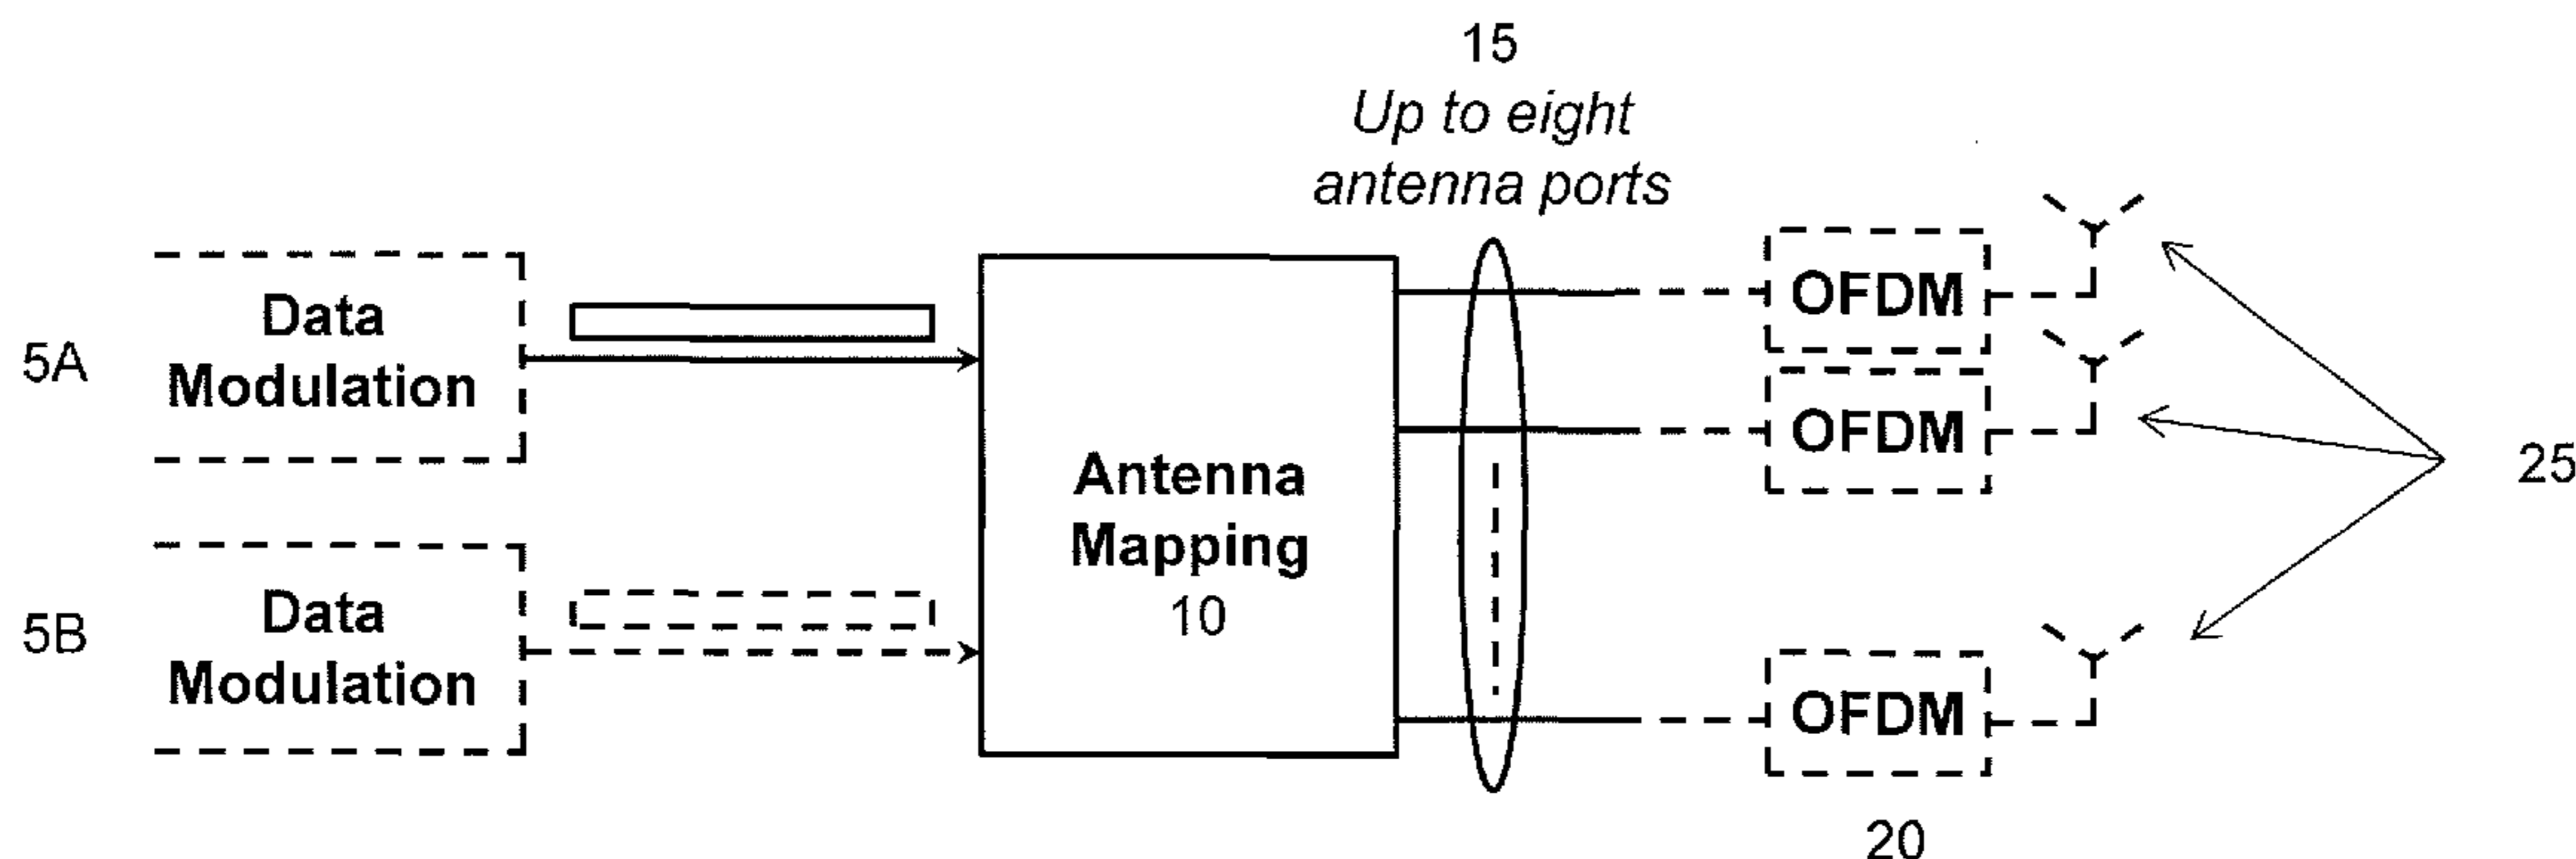 15
Up to eight
antenna ports
5A
Data
Modulation
5B
Data
Modulation
Antenna
Mapping
10
OFDM
OFDM
OFDM
20
25